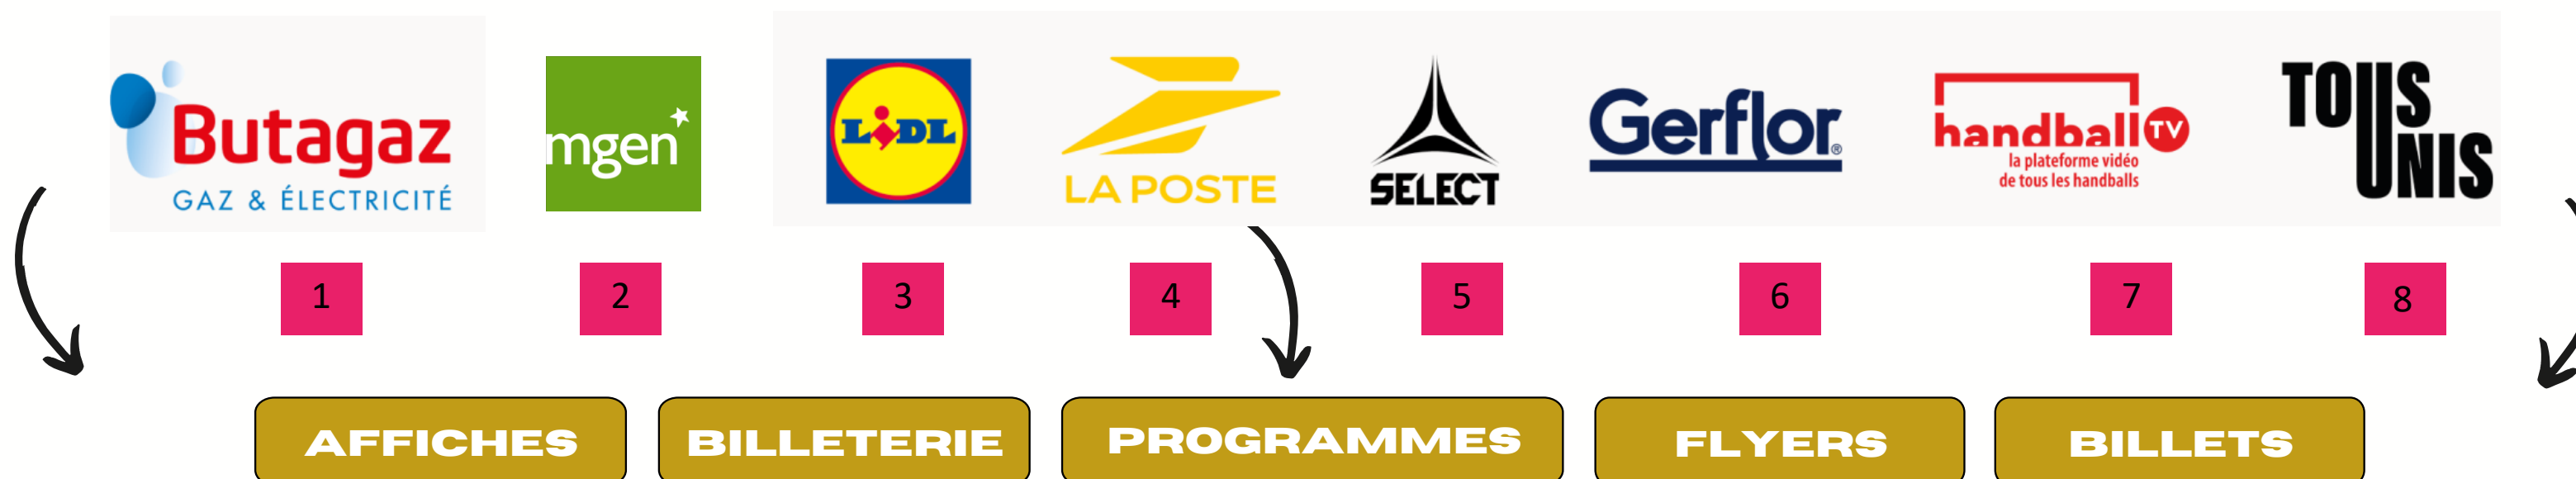 Butagaz
GAZ & ÉLECTRICITÉ
mgen
LIDL
LA POSTE
SELECT
Gerflor®
handball TV
la plateforme vidéo
de tous les handballs
TOUS
UNIS
1 2 3 4 5 6 7 8
AFFICHES BILLETERIE PROGRAMMES FLYERS BILLETS